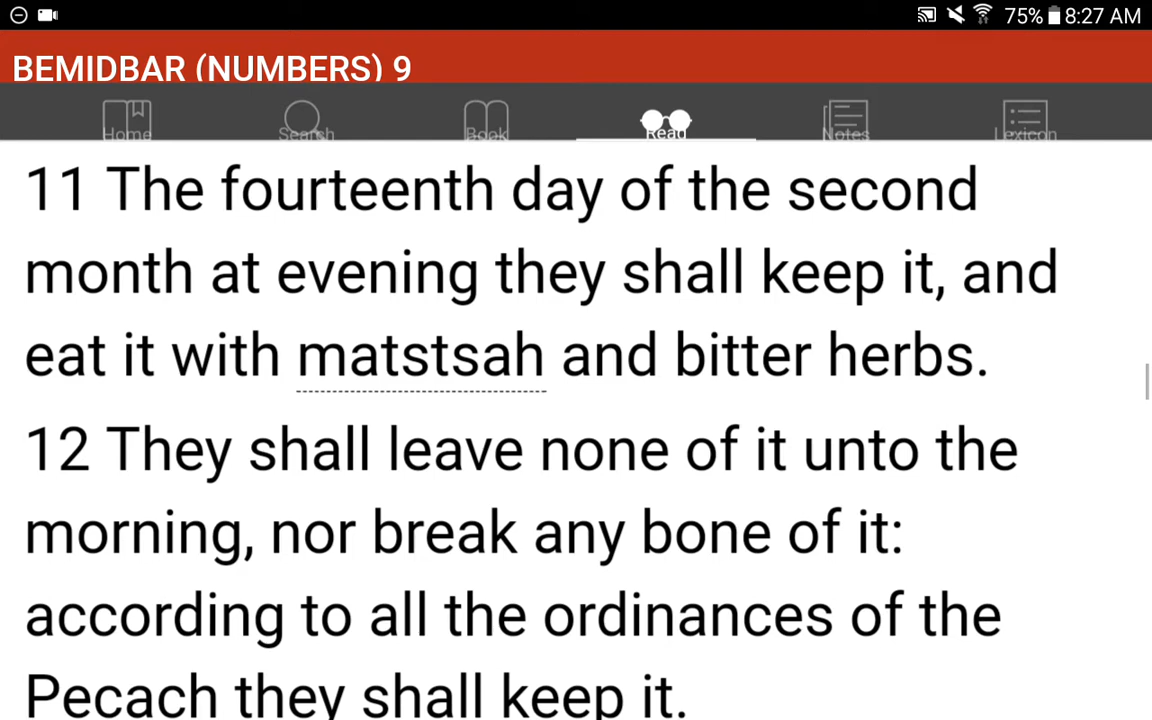 75% 8:27 AM
BEMIDBAR (NUMBERS) 9
Home Search Book Read Notes Lexicon
11 The fourteenth day of the second
month at evening they shall keep it, and
eat it with matstsah and bitter herbs.
12 They shall leave none of it unto the
morning, nor break any bone of it:
according to all the ordinances of the
Pecach they shall keep it.